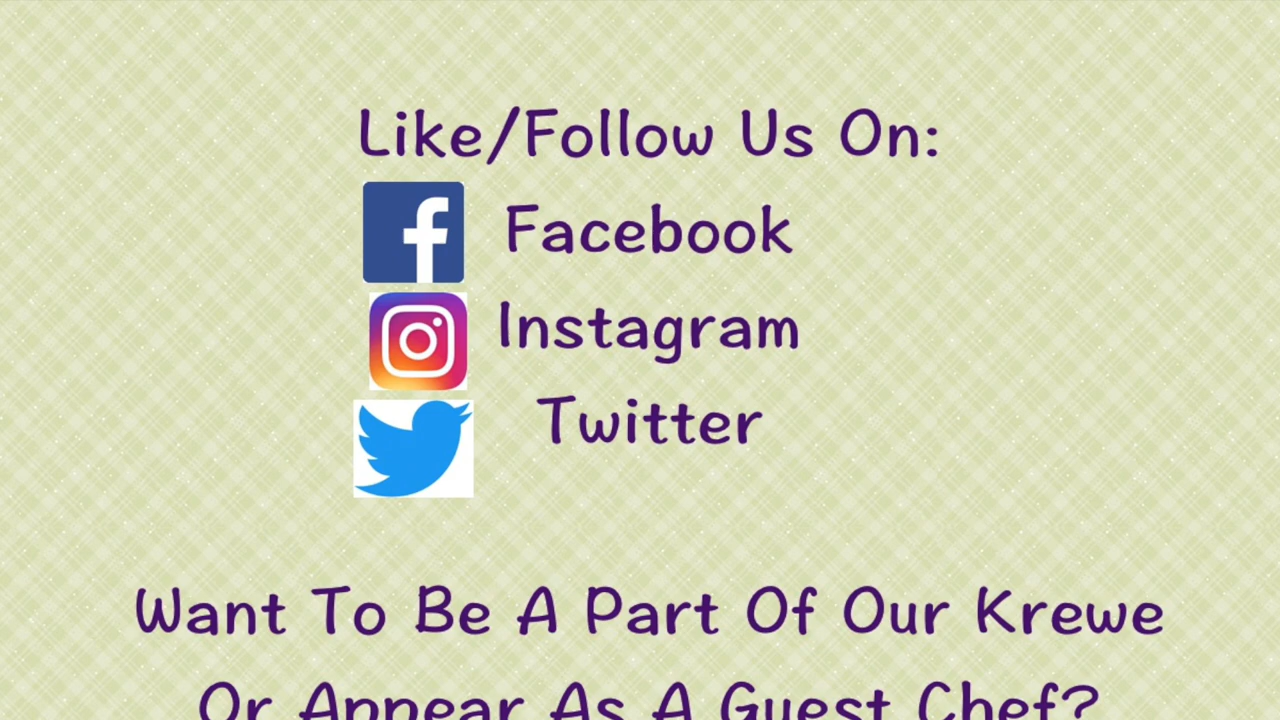 Like/Follow Us On:
Facebook
Instagram
Twitter
Want To Be A Part Of Our Krewe
Or Appear As A Guest Chef?